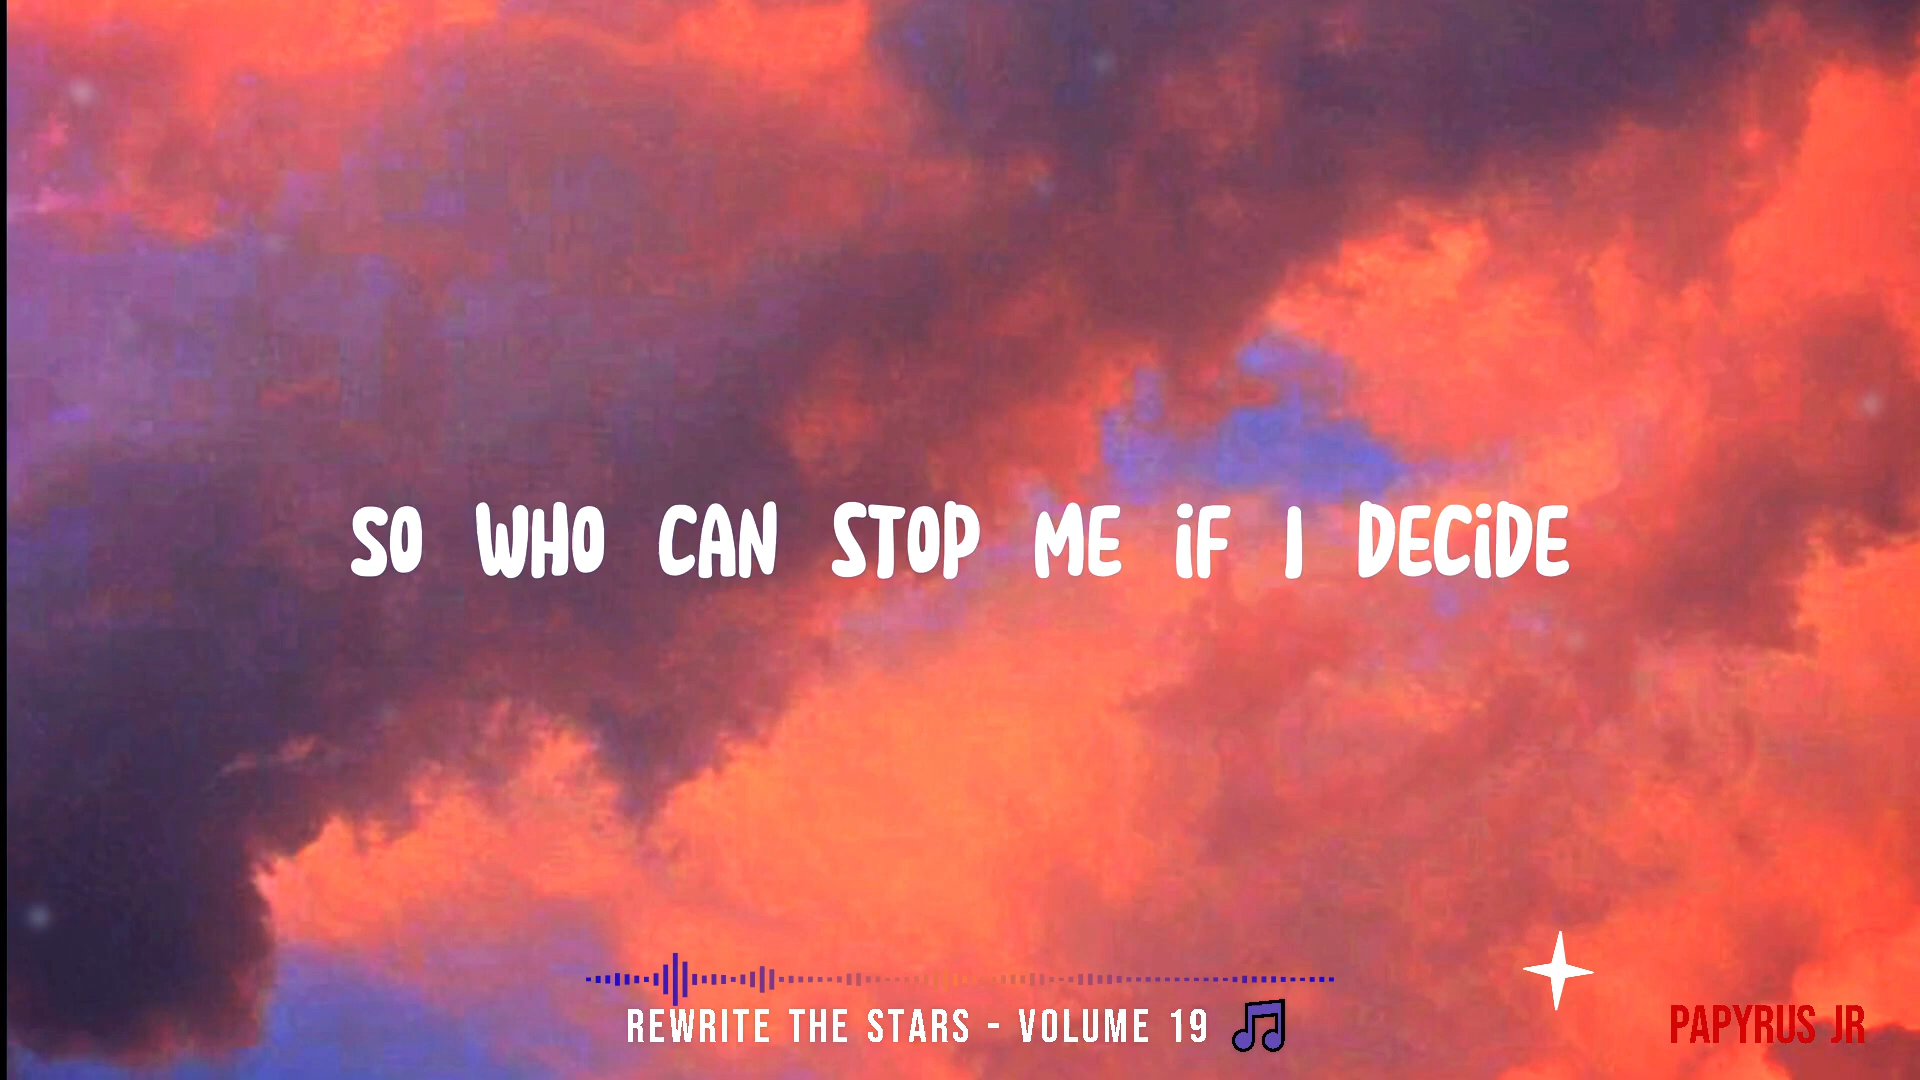 SO WHO CAN STOP ME iF I DECiDE
REWRITE THE STARS - VOLUME 19
PAPYRUS JR